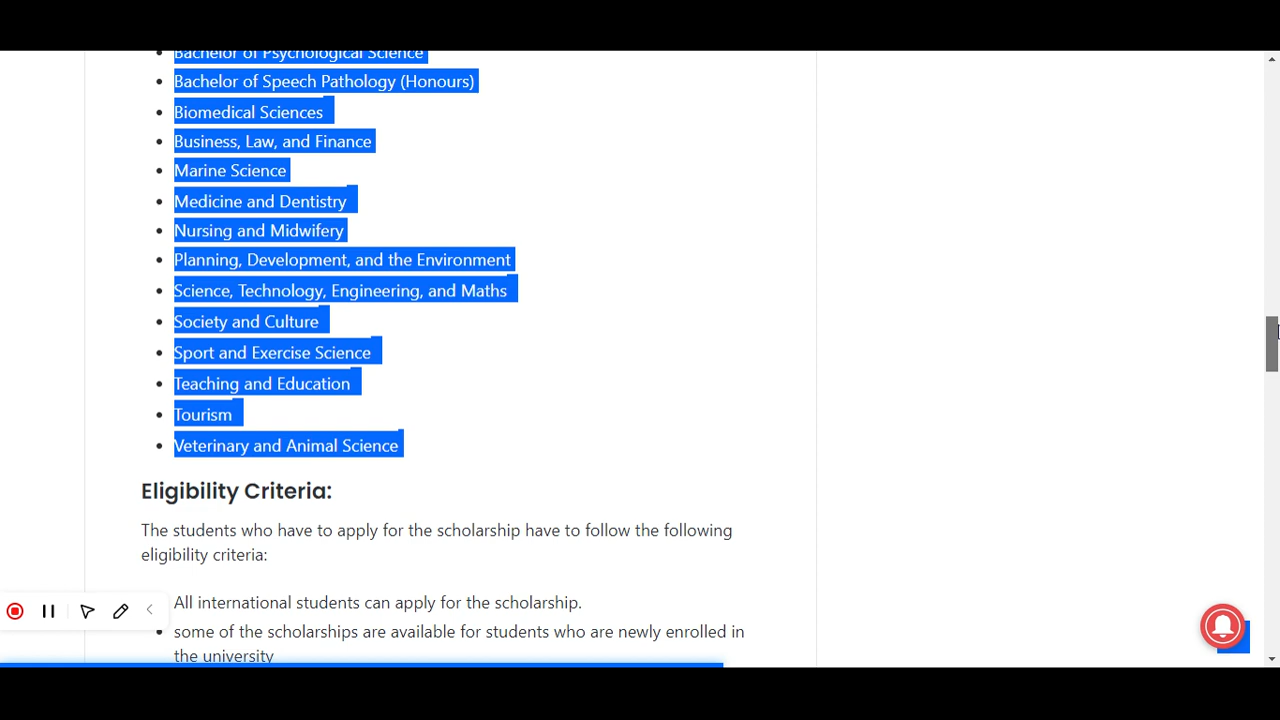 Bachelor of Psychological Science
Bachelor of Speech Pathology (Honours)
Biomedical Sciences
Business, Law, and Finance
Marine Science
Medicine and Dentistry
Nursing and Midwifery
Planning, Development, and the Environment
Science, Technology, Engineering, and Maths
Society and Culture
Sport and Exercise Science
Teaching and Education
Tourism
Veterinary and Animal Science
Eligibility Criteria:
The students who have to apply for the scholarship have to follow the following
eligibility criteria:
All international students can apply for the scholarship.
some of the scholarships are available for students who are newly enrolled in
the university